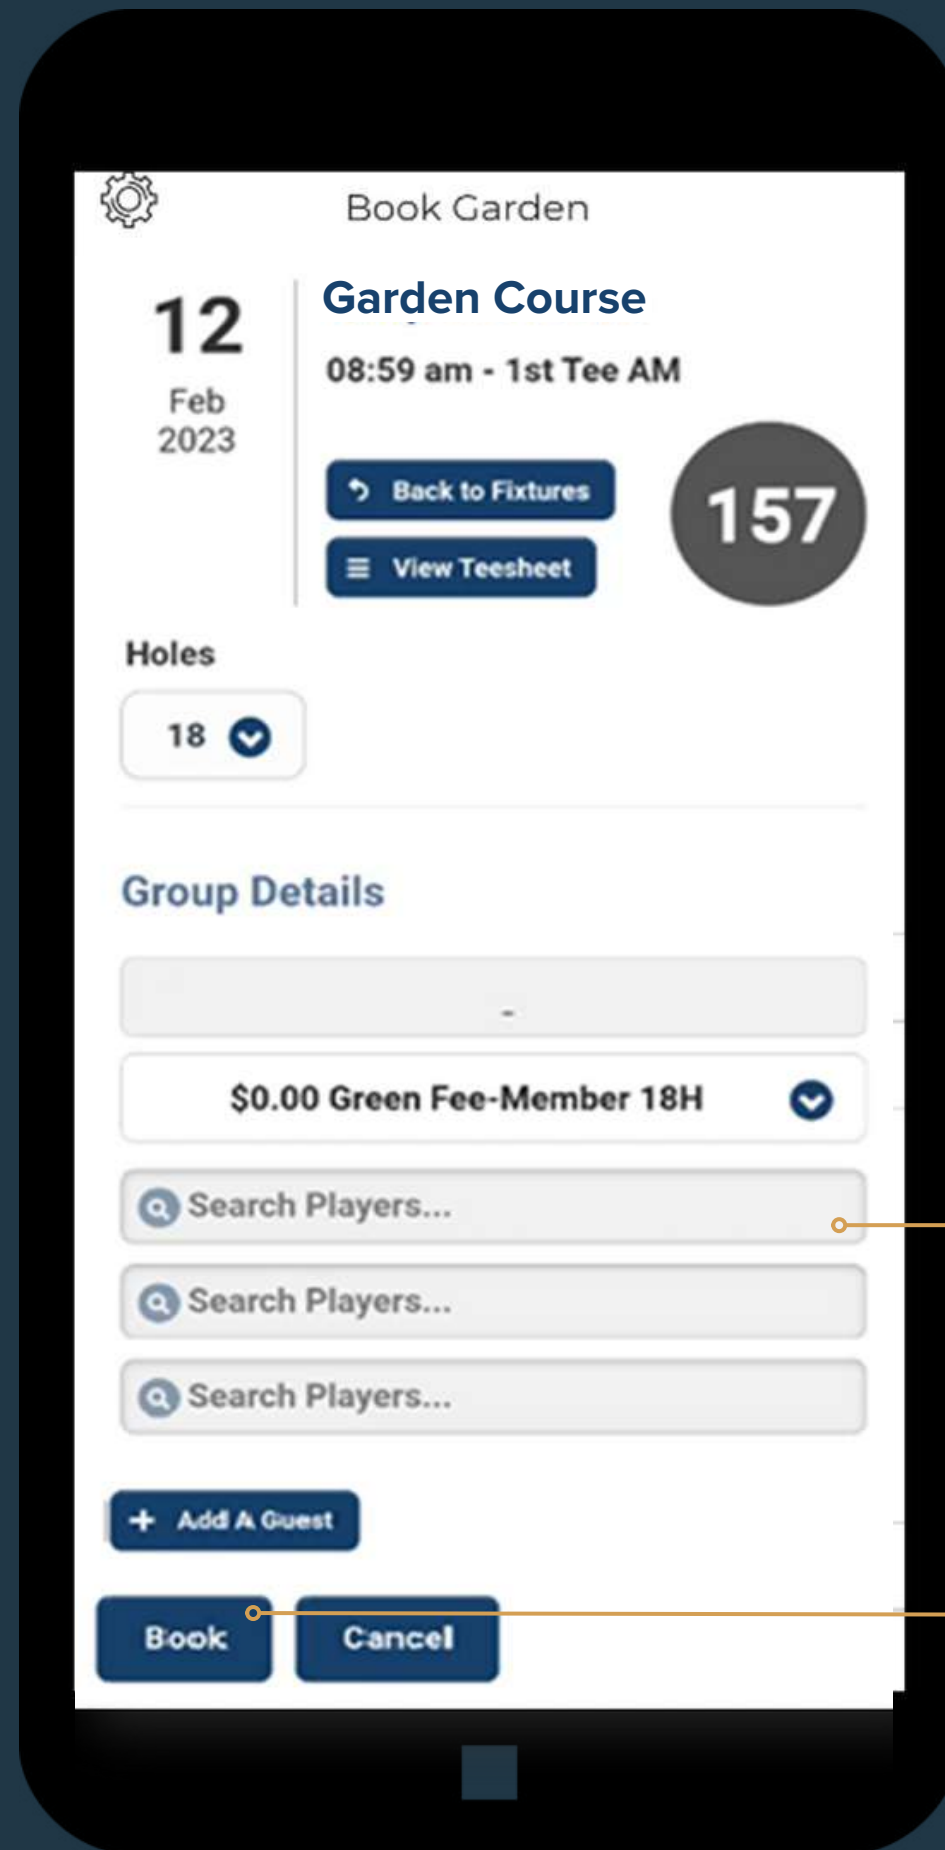 Book Garden
12
Feb
2023
Garden Course
08:59 am - 1st Tee AM
Back to Fixtures
View Teesheet
157
Holes
18
Group Details
-
$0.00 Green Fee-Member 18H
Search Players...
Search Players...
Search Players...
+ Add A Guest
Book
Cancel